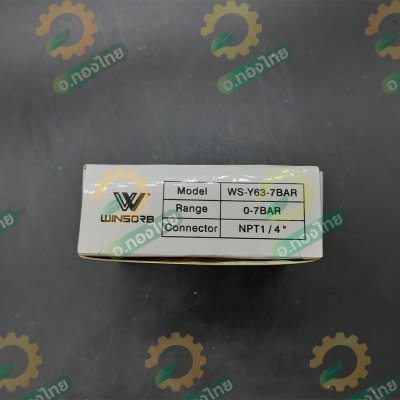 WINSORB
Model WS-Y63-7BAR
Range 0-7BAR
Connector NPT1/4"
อ.ทองไทย